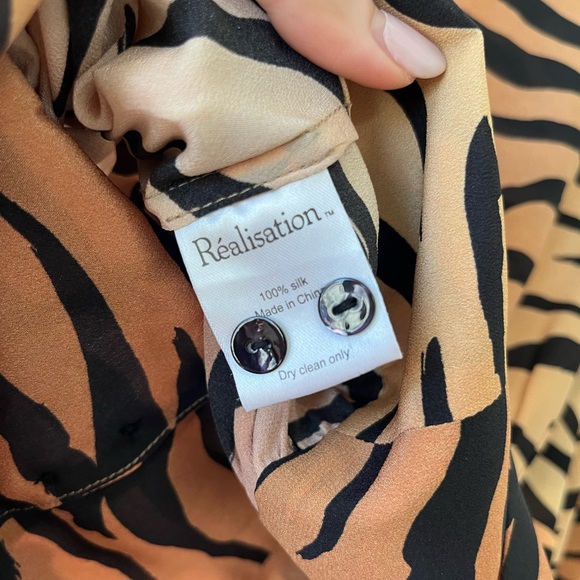 Réalisation™
100% silk
Made in China
Dry clean only